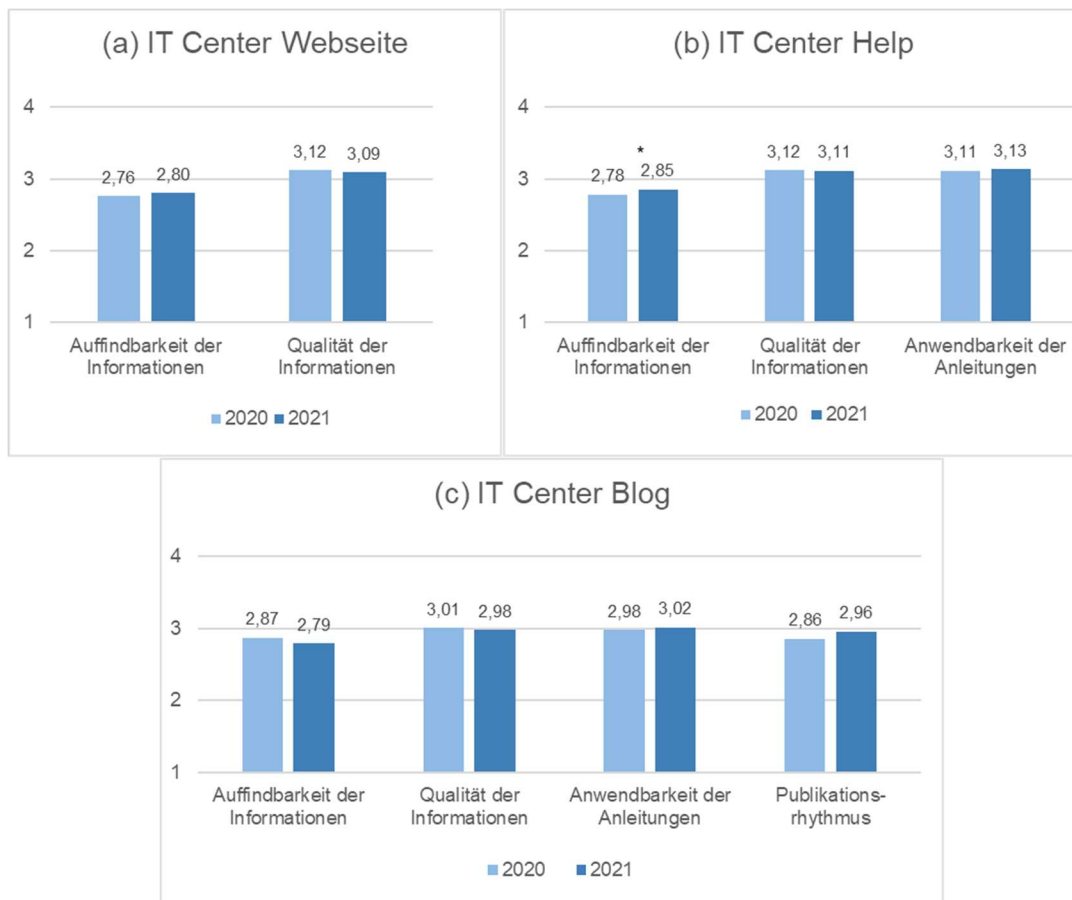 (a) IT Center Webseite
4
3
2
1
2,76 2,80
3,12 3,09
Auffindbarkeit der
Informationen
Qualität der
Informationen
2020 2021
(b) IT Center Help
4
3
2
1
*
2,78 2,85
3,12 3,11
3,11 3,13
Auffindbarkeit der
Informationen
Qualität der
Informationen
Anwendbarkeit der
Anleitungen
2020 2021
(c) IT Center Blog
4
3
2
1
2,87 2,79
3,01 2,98
2,98 3,02
2,86 2,96
Auffindbarkeit der
Informationen
Qualität der
Informationen
Anwendbarkeit der
Anleitungen
Publikations-
rhythmus
2020 2021